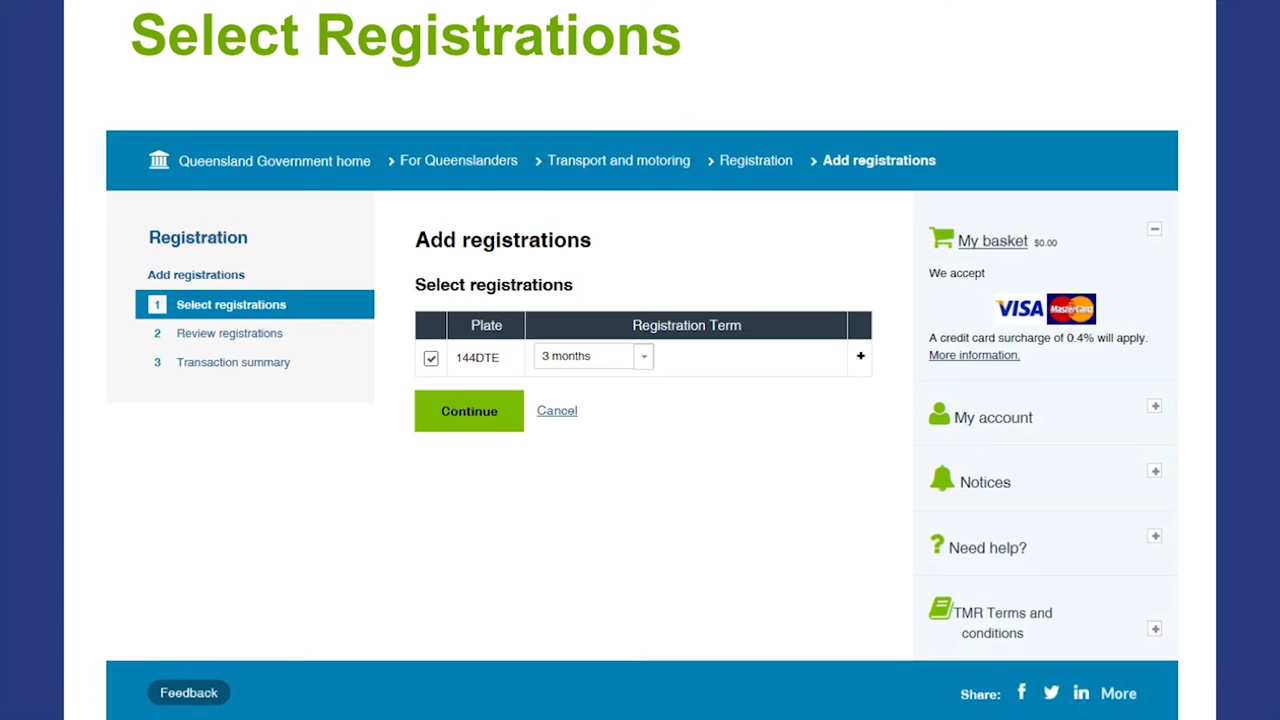 Select Registrations
Queensland Government home > For Queenslanders > Transport and motoring > Registration > Add registrations
Registration
Add registrations
1 Select registrations
2 Review registrations
3 Transaction summary
Add registrations
Select registrations
Plate Registration Term
144DTE 3 months +
Continue Cancel
My basket $0.00
We accept
VISA MasterCard
A credit card surcharge of 0.4% will apply.
More information.
My account
Notices
? Need help?
TMR Terms and
conditions
Feedback
Share: f in More